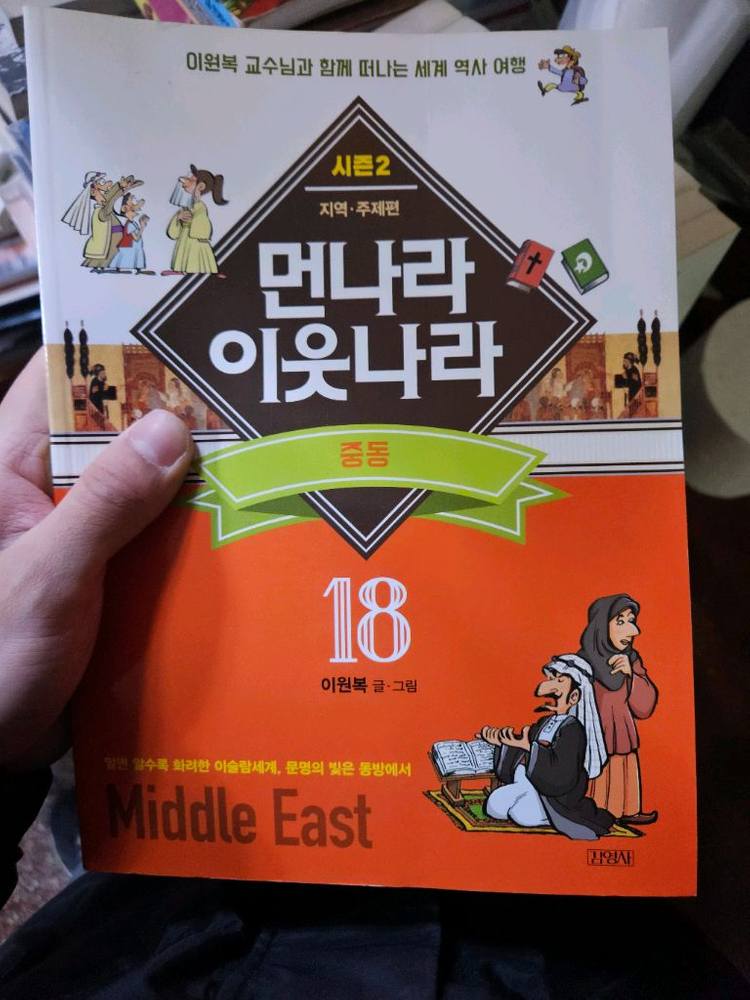 이원복 교수님과 함께 떠나는 세계 역사 여행
시즌2
지역·주제편
먼나라
이웃나라
중동
18
이원복 글·그림
알면 알수록 화려한 이슬람세계, 문명의 빛은 동방에서
Middle East
김영사